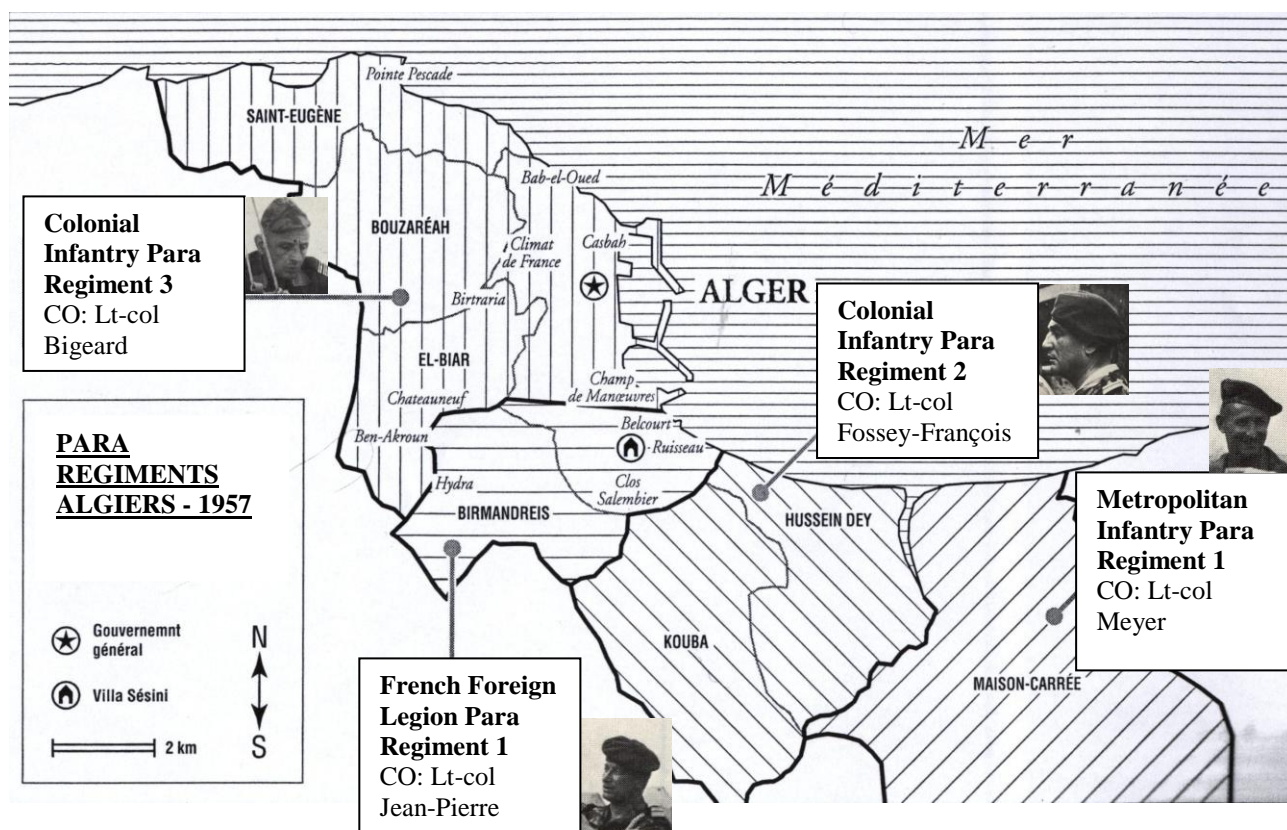 Pointe Pescade
SAINT-EUGÈNE
Mer
Méditerranée
Bab-el-Oued
Colonial
Infantry Para
Regiment 3
CO: Lt-col
Bigeard
BOUZARÉAH
Climat
de France
Casbah
Birtraria
ALGER
Colonial
Infantry Para
Regiment 2
CO: Lt-col
Fossey-François
EL-BIAR
Chateauneuf
Champ
de Manœuvres
Ben-Akroun
Belcourt
Ruisseau
Hydra
Clos
Salembier
BIRMANDREIS
HUSSEIN DEY
Metropolitan
Infantry Para
Regiment 1
CO: Lt-col
Meyer
KOUBA
MAISON-CARRÉE
PARA
REGIMENTS
ALGIERS - 1957
Gouvernemnt
général
Villa Sésini
2 km
N
S
French Foreign
Legion Para
Regiment 1
CO: Lt-col
Jean-Pierre